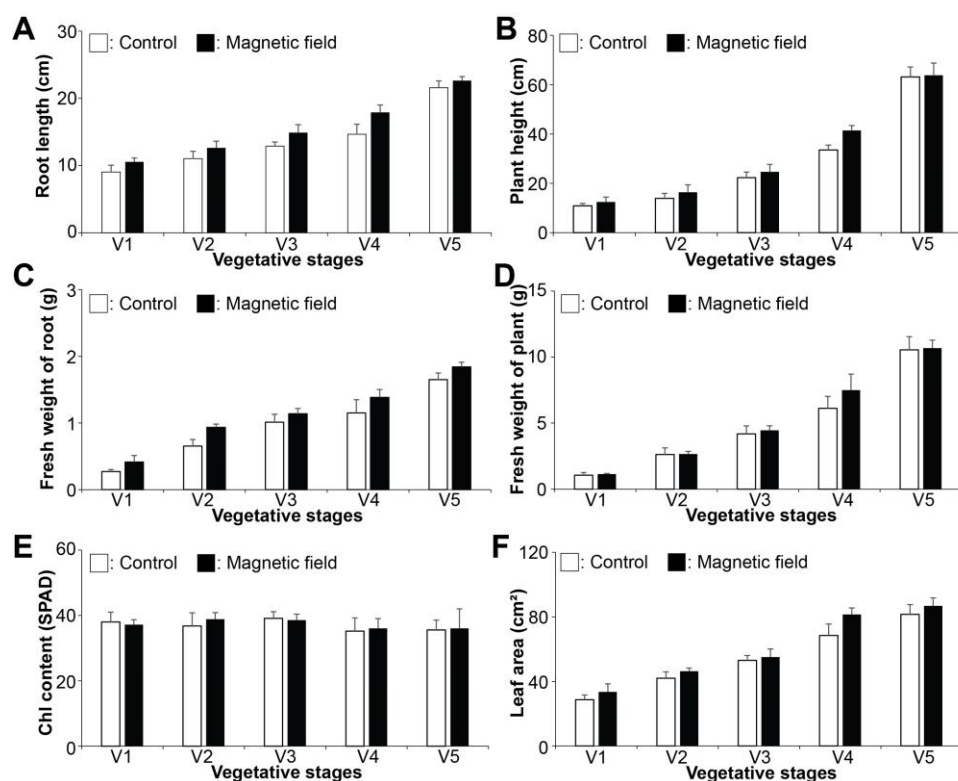 A
Root length (cm)
30
20
10
0
: Control
: Magnetic field
V1
V2
V3
V4
V5
Vegetative stages
B
Plant height (cm)
80
60
40
20
0
: Control
: Magnetic field
V1
V2
V3
V4
V5
Vegetative stages
C
Fresh weight of root (g)
3
2
1
0
: Control
: Magnetic field
V1
V2
V3
V4
V5
Vegetative stages
D
Fresh weight of plant (g)
15
10
5
0
: Control
: Magnetic field
V1
V2
V3
V4
V5
Vegetative stages
E
Chl content (SPAD)
60
40
20
0
: Control
: Magnetic field
V1
V2
V3
V4
V5
Vegetative stages
F
Leaf area (cm²)
120
80
40
0
: Control
: Magnetic field
V1
V2
V3
V4
V5
Vegetative stages